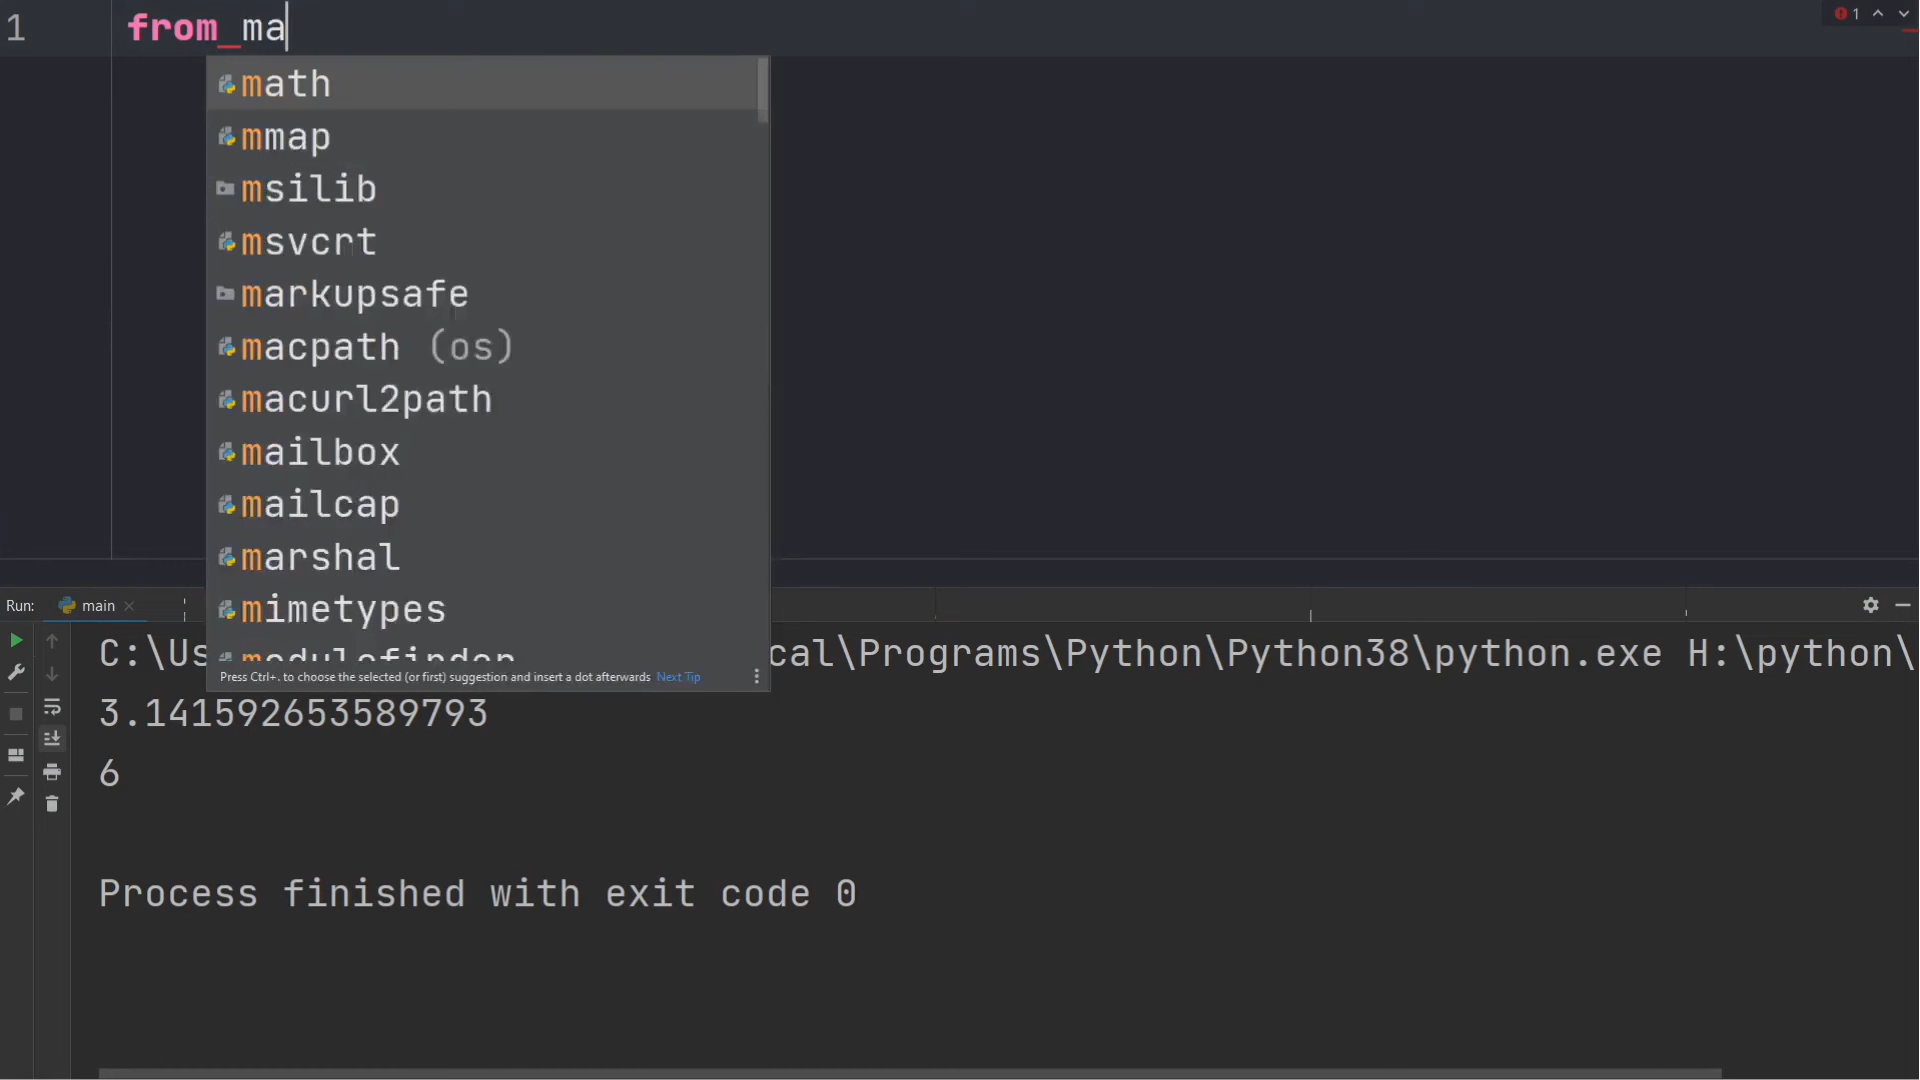 1 from ma
1
math
mmap
msilib
msvcrt
markupsafe
macpath (os)
macurl2path
mailbox
mailcap
marshal
mimetypes
modulefinder
Press Ctrl+. to choose the selected (or first) suggestion and insert a dot afterwards Next Tip
Run: main
C:\Us cal\Programs\Python\Python38\python.exe H:\python\
3.141592653589793
6
Process finished with exit code 0